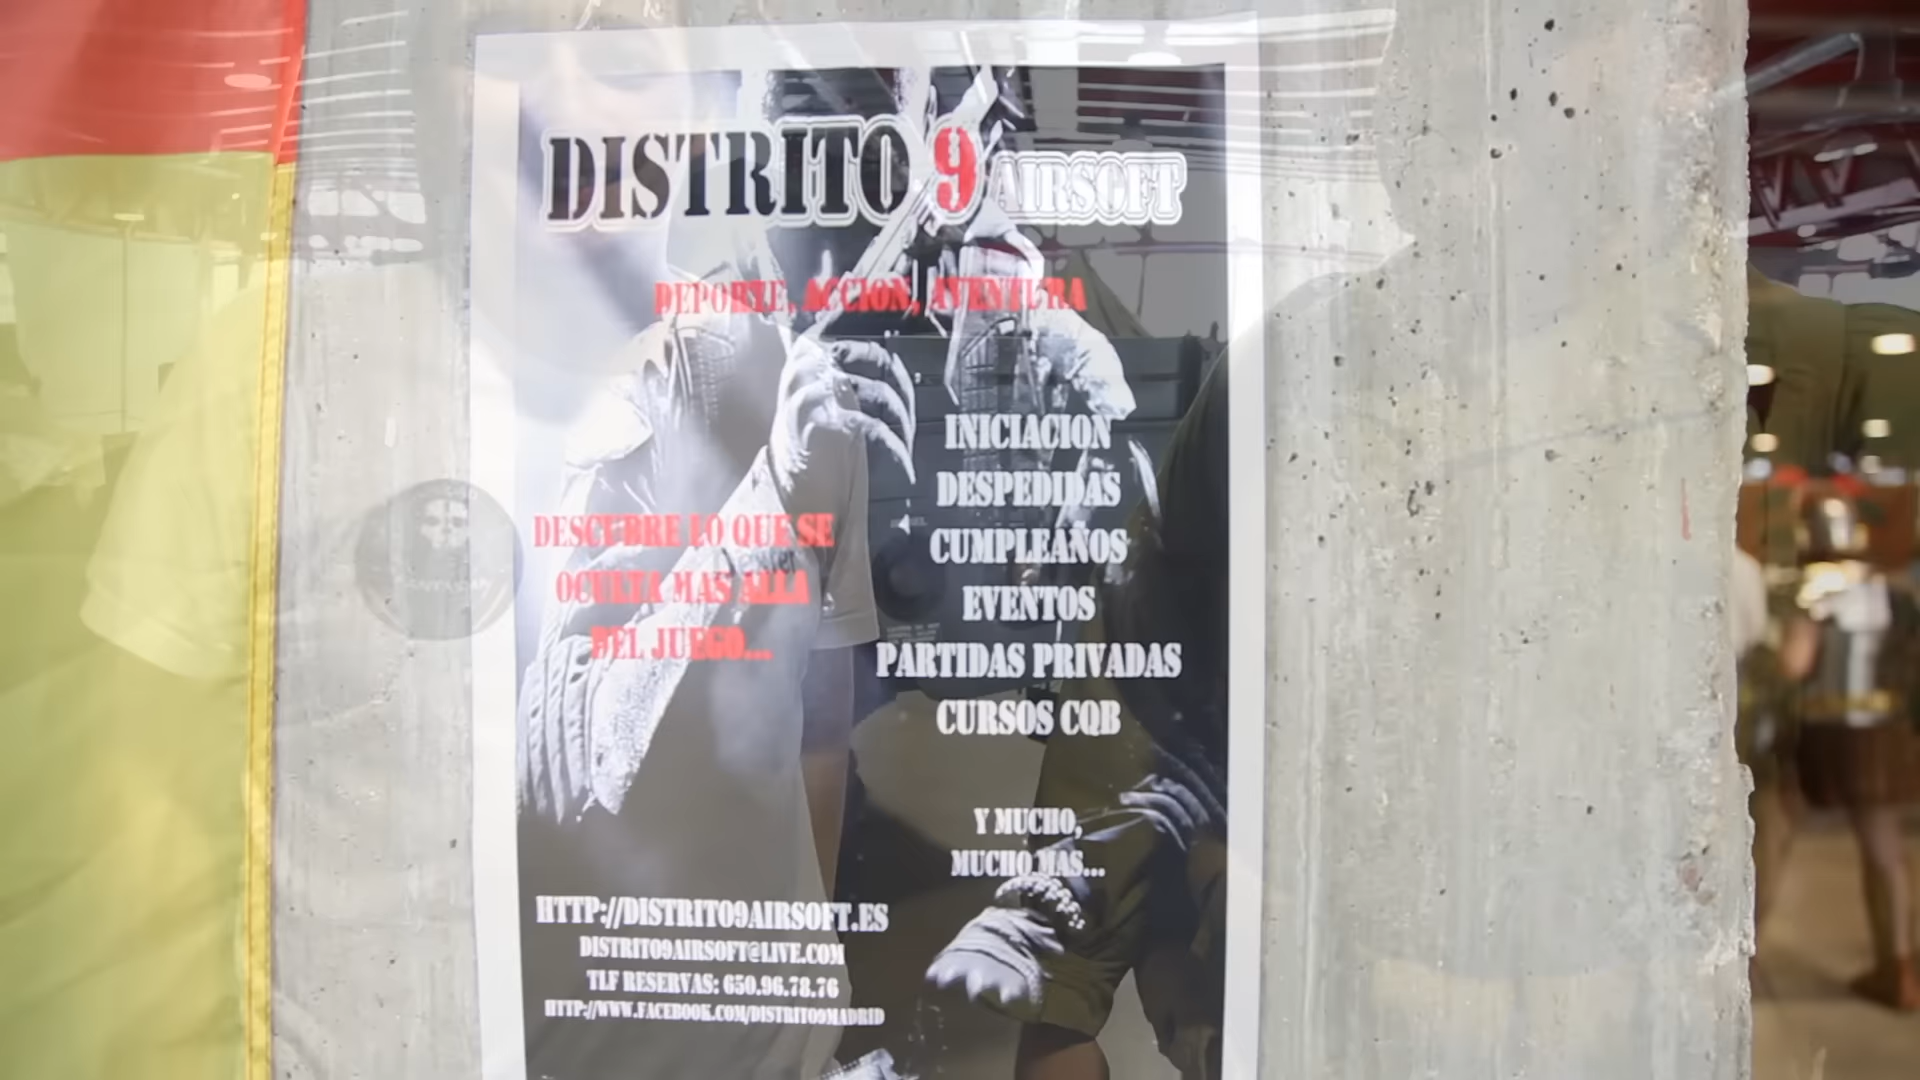 DISTRITO 9 AIRSOFT
DEPORTE, ACCION, AVENTURA
DESCUBRE LO QUE SE
OCULTA MAS ALLA
DEL JUEGO...
INICIACION
DESPEDIDAS
CUMPLEAÑOS
EVENTOS
PARTIDAS PRIVADAS
CURSOS CQB
Y MUCHO,
MUCHO MAS...
HTTP://DISTRITO9AIRSOFT.ES
DISTRITO9AIRSOFT@LIVE.COM
TLF RESERVAS: 650.96.78.76
HTTP://WWW.FACEBOOK.COM/DISTRITO9MADRID